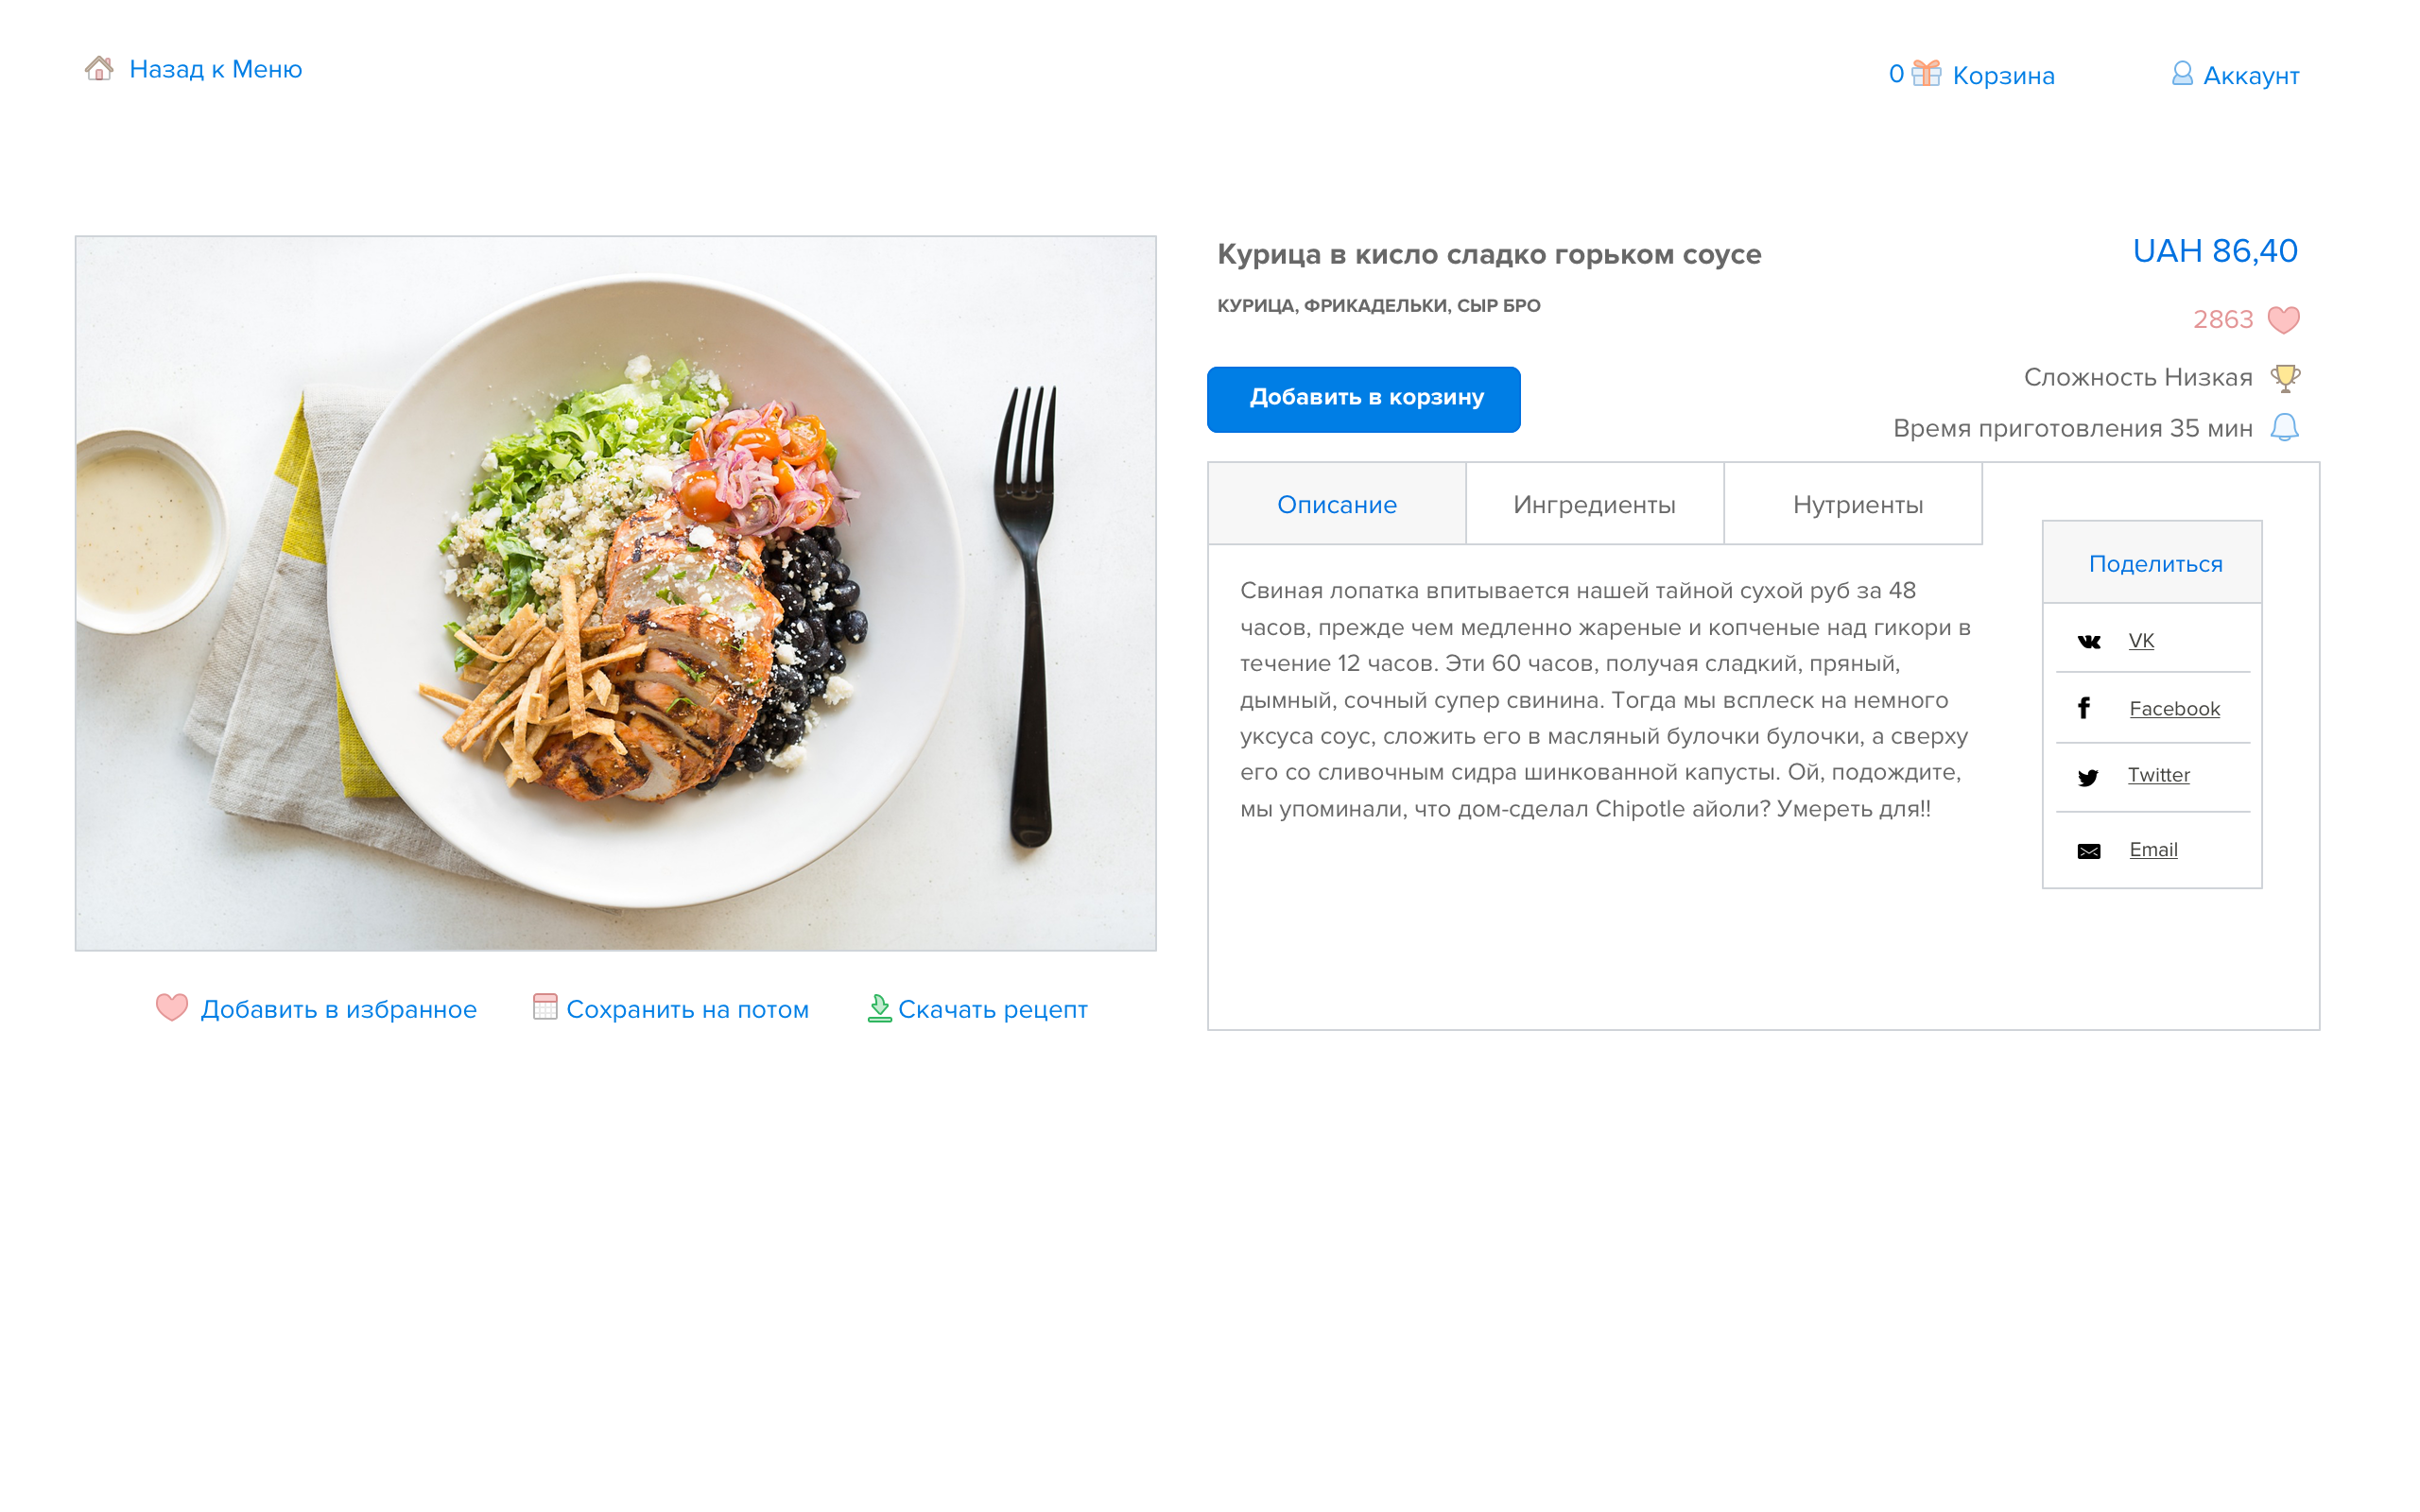 Назад к Меню
0 Корзина
Аккаунт
Курица в кисло сладко горьком соусе
UAH 86,40
КУРИЦА, ФРИКАДЕЛЬКИ, СЫР БРО
2863
Добавить в корзину
Сложность Низкая
Время приготовления 35 мин
Описание
Ингредиенты
Нутриенты
Свиная лопатка впитывается нашей тайной сухой руб за 48
часов, прежде чем медленно жареные и копченые над гикори в
течение 12 часов. Эти 60 часов, получая сладкий, пряный,
дымный, сочный супер свинина. Тогда мы всплеск на немного
уксуса соус, сложить его в масляный булочки булочки, а сверху
его со сливочным сидра шинкованной капусты. Ой, подождите,
мы упоминали, что дом-сделал Chipotle айоли? Умереть для!!
Поделиться
VK
Facebook
Twitter
Email
Добавить в избранное
Сохранить на потом
Скачать рецепт